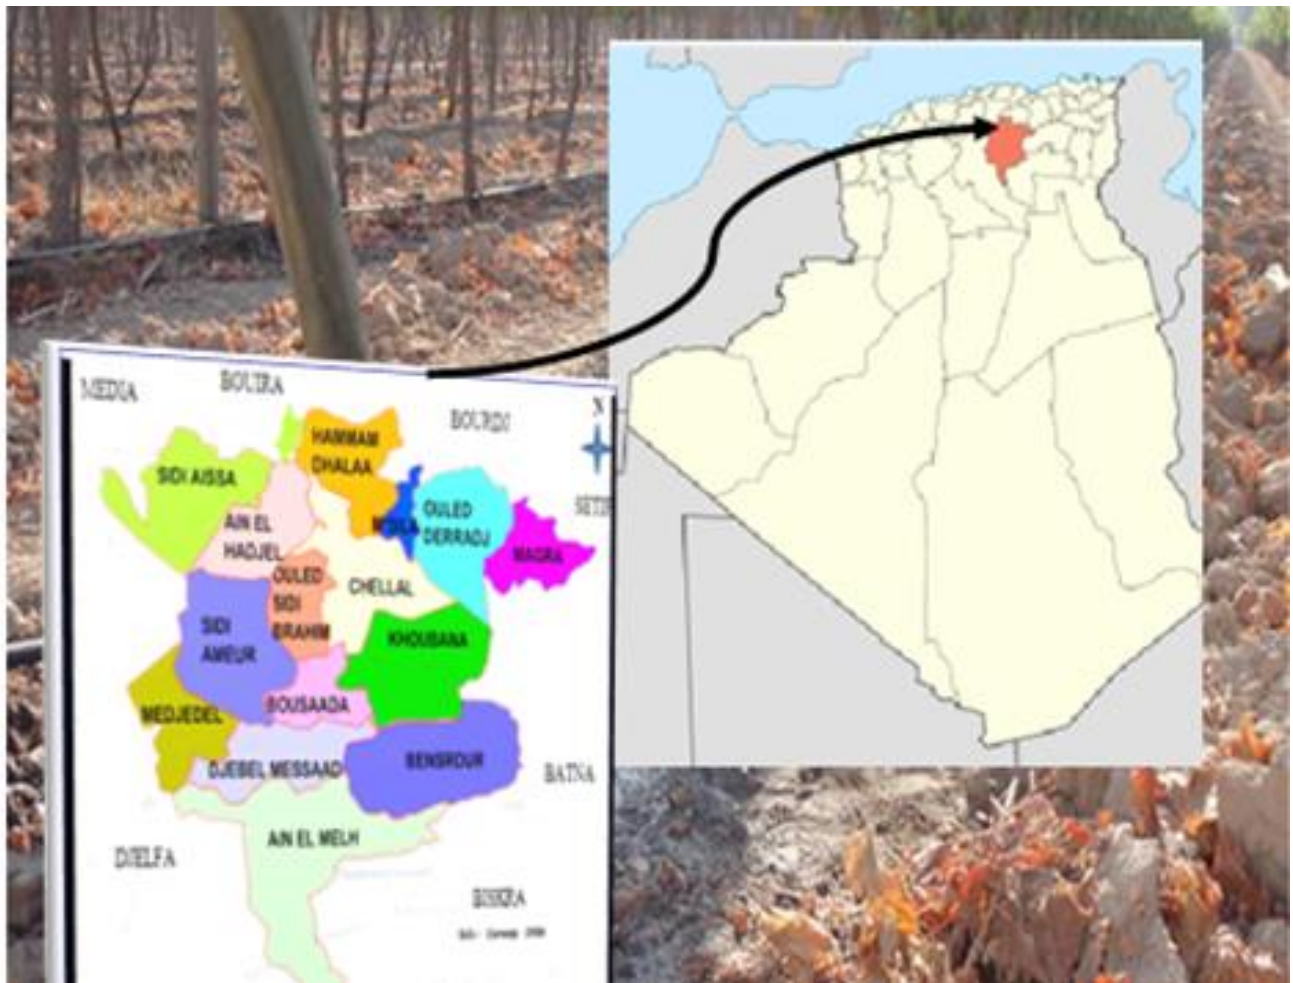 MEDIA
BOUIRA
BOURDJ
N
SETIF
HAMMAM
DHALAA
SIDI AISSA
M'SILA
OULED
DERRADJ
MAGRA
AIN EL
HADJEL
OULED
SIDI
BRAHIM
CHELLAL
SIDI
AMEUR
KHOUBANA
BOUSAADA
MEDJEDEL
DJEBEL MESSAAD
BENSROUR
BATNA
AIN EL MELH
DJELFA
BISKRA